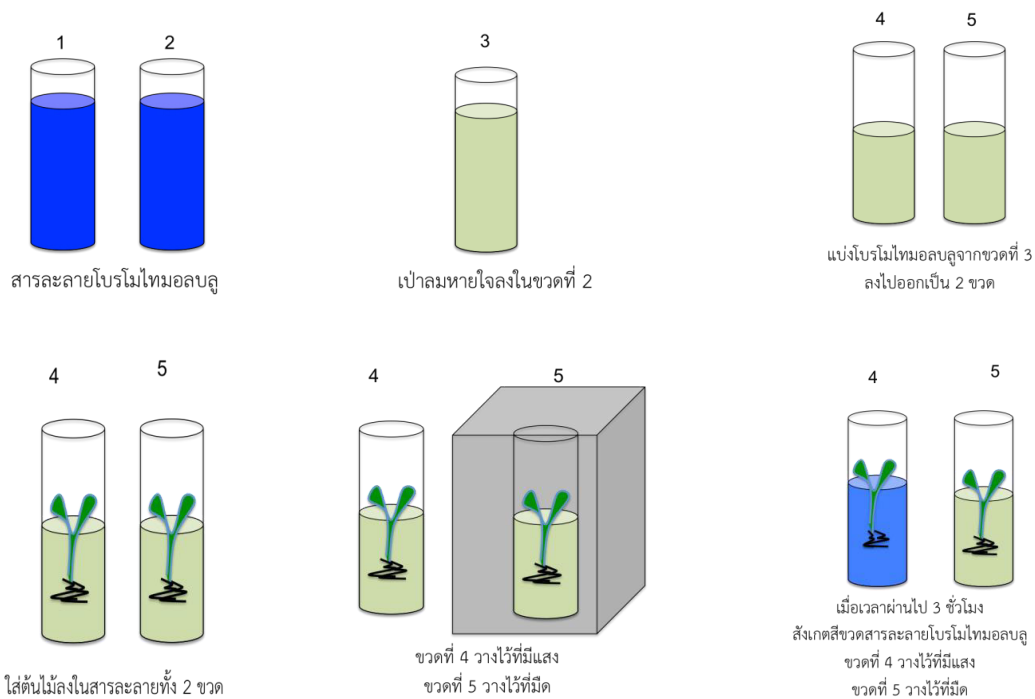 1 2
สารละลายโบรโมไทมอลบลู
3
เป่าลมหายใจลงในขวดที่ 2
4 5
แบ่งโบรโมไทมอลบลูจากขวดที่ 3
ลงไปออกเป็น 2 ขวด
4 5
ใส่ต้นไม้ลงในสารละลายทั้ง 2 ขวด
4 5
ขวดที่ 4 วางไว้ที่มีแสง
ขวดที่ 5 วางไว้ที่มืด
4 5
เมื่อเวลาผ่านไป 3 ชั่วโมง
สังเกตสีขวดสารละลายโบรโมไทมอลบลู
ขวดที่ 4 วางไว้ที่มีแสง
ขวดที่ 5 วางไว้ที่มืด